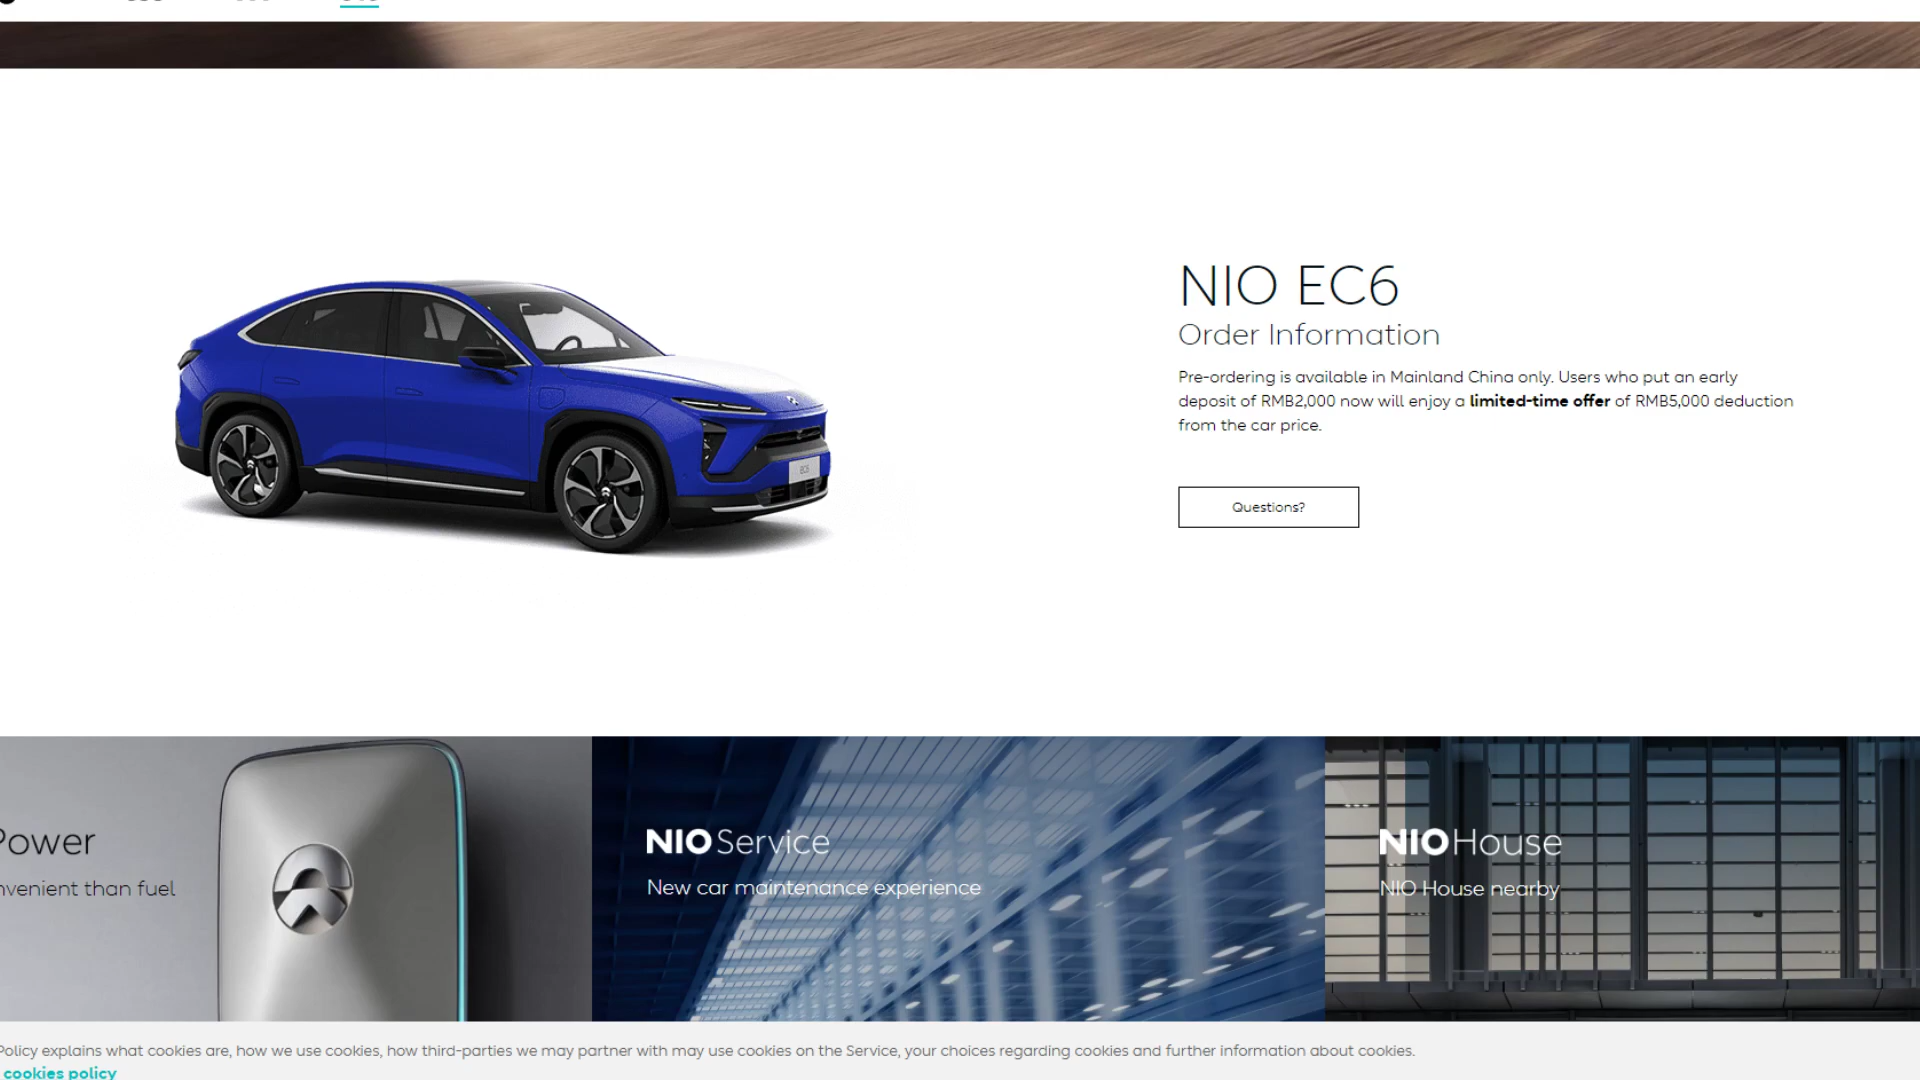 NIO EC6
Order Information
Pre-ordering is available in Mainland China only. Users who put an early
deposit of RMB2,000 now will enjoy a limited-time offer of RMB5,000 deduction
from the car price.
Questions?
EC6
Power
nvenient than fuel
NIO Service
New car maintenance experience
NIO House
NIO House nearby
Policy explains what cookies are, how we use cookies, how third-parties we may partner with may use cookies on the Service, your choices regarding cookies and further information about cookies.
cookies policy